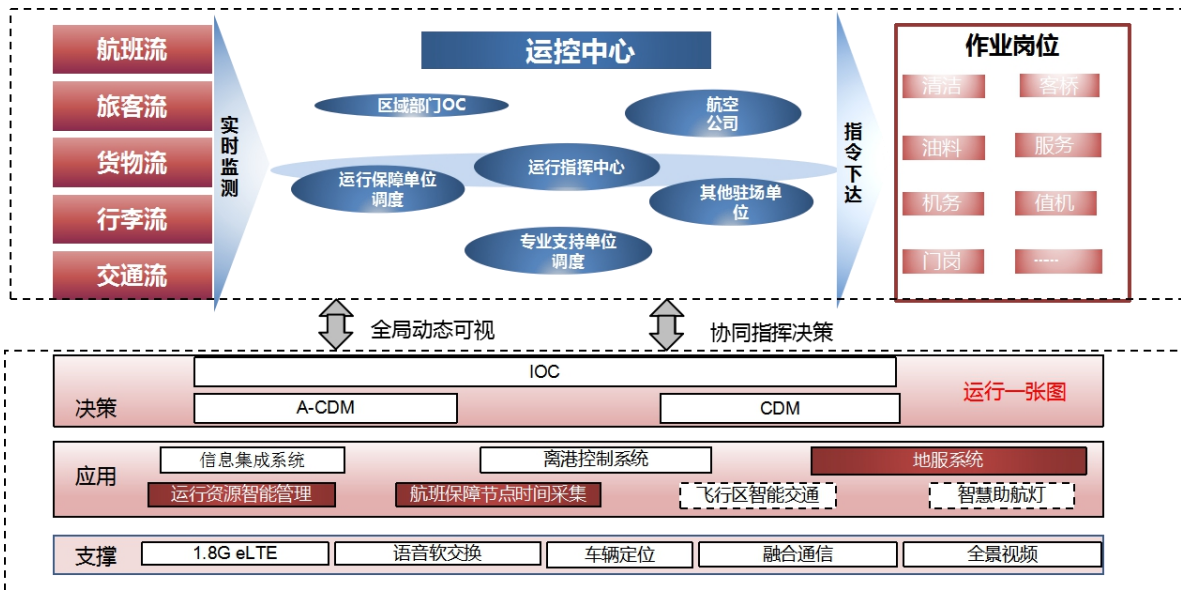 航班流
旅客流
货物流
行李流
交通流
实时监测
运控中心
区域部门OC
航空
公司
运行指挥中心
运行保障单位
调度
其他驻场单
位
专业支持单位
调度
指令下达
作业岗位
清洁
客桥
油料
服务
机务
值机
门岗
……
全局动态可视
协同指挥决策
决策
IOC
A-CDM
CDM
运行一张图
应用
信息集成系统
离港控制系统
地服系统
运行资源智能管理
航班保障节点时间采集
飞行区智能交通
智慧助航灯
支撑
1.8G eLTE
语音软交换
车辆定位
融合通信
全景视频